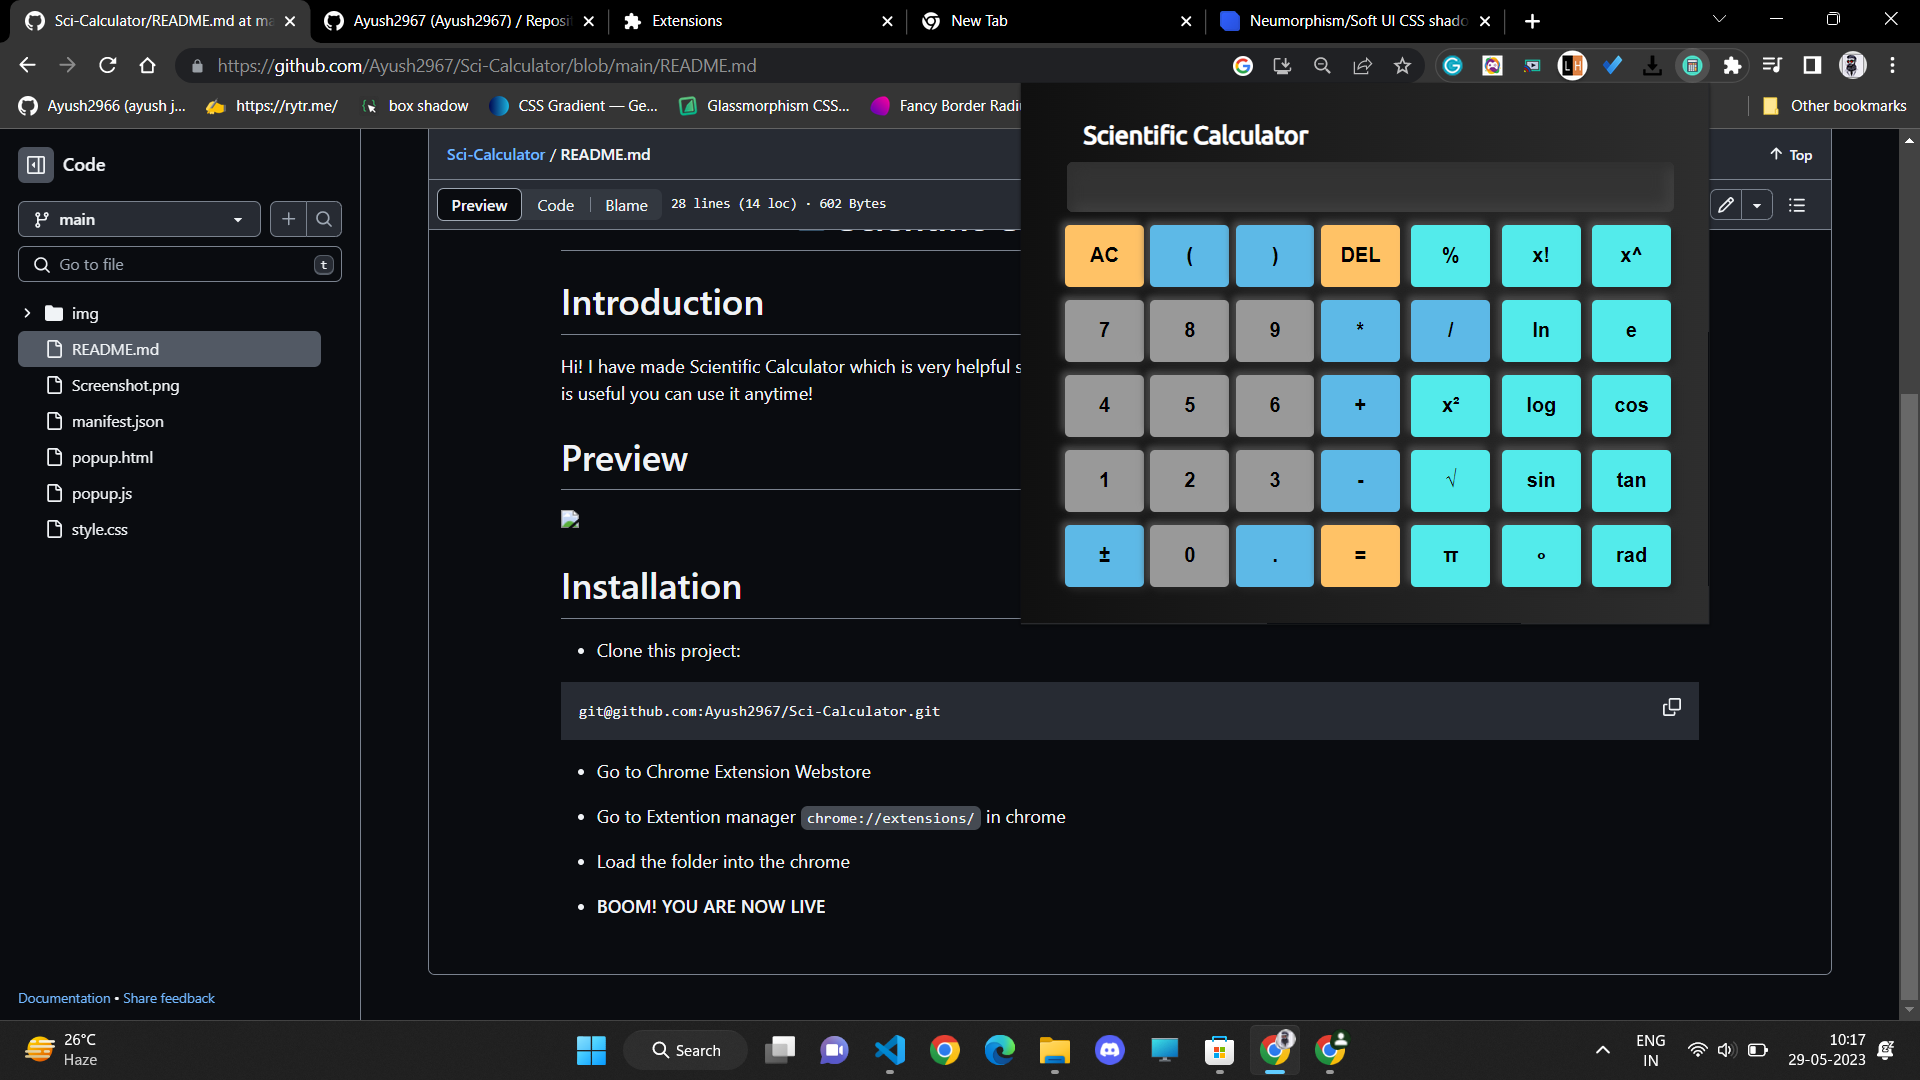 Sci-Calculator/README.md at ma
Ayush2967 (Ayush2967) / Reposit
Extensions
New Tab
Neumorphism/Soft UI CSS shado
https://github.com/Ayush2967/Sci-Calculator/blob/main/README.md
Ayush2966 (ayush j...
https://rytr.me/
box shadow
CSS Gradient — Ge...
Glassmorphism CSS...
Fancy Border Radiu
Other bookmarks
Code
main
Go to file
t
img
README.md
Screenshot.png
manifest.json
popup.html
popup.js
style.css
Documentation • Share feedback
Sci-Calculator / README.md
Top
Preview
Code
Blame
28 lines (14 loc) · 602 Bytes
Introduction
Hi! I have made Scientific Calculator which is very helpful s
is useful you can use it anytime!
Preview
Installation
• Clone this project:
git@github.com:Ayush2967/Sci-Calculator.git
• Go to Chrome Extension Webstore
• Go to Extention manager chrome://extensions/ in chrome
• Load the folder into the chrome
• BOOM! YOU ARE NOW LIVE
Scientific Calculator
AC ( ) DEL % x! x^
7 8 9 * / ln e
4 5 6 + x² log cos
1 2 3 - √ sin tan
± 0 . = π ° rad
26°C
Haze
Search
ENG
IN
10:17
29-05-2023